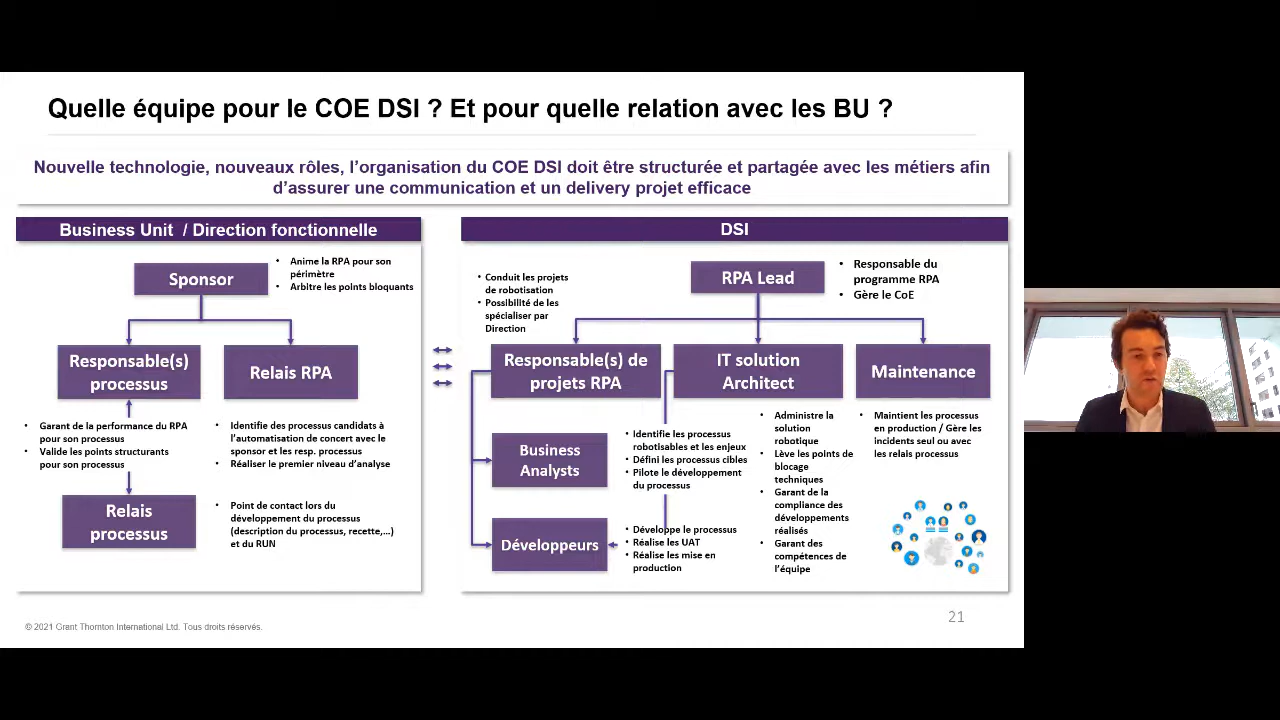 Quelle équipe pour le COE DSI ? Et pour quelle relation avec les BU ?
Nouvelle technologie, nouveaux rôles, l’organisation du COE DSI doit être structurée et partagée avec les métiers afin
d’assurer une communication et un delivery projet efficace
Business Unit / Direction fonctionnelle
Sponsor
• Anime la RPA pour son
périmètre
• Arbitre les points bloquants
Responsable(s)
processus
Relais RPA
• Garant de la performance du RPA
pour son processus
• Valide les points structurants
pour son processus
• Identifie des processus candidats à
l’automatisation de concert avec le
sponsor et les resp. processus
• Réaliser le premier niveau d’analyse
Relais
processus
• Point de contact lors du
développement du processus
(description du processus, recette,…)
et du RUN
DSI
• Conduit les projets
de robotisation
• Possibilité de les
spécialiser par
Direction
RPA Lead
• Responsable du
programme RPA
• Gère le CoE
Responsable(s) de
projets RPA
IT solution
Architect
Maintenance
Business
Analysts
• Identifie les processus
robotisables et les enjeux
• Défini les processus cibles
• Pilote le développement
du processus
Développeurs
• Développe le processus
• Réalise les UAT
• Réalise les mise en
production
• Administre la
solution
robotique
• Lève les points de
blocage
techniques
• Garant de la
compliance des
développements
réalisés
• Garant des
compétences de
l’équipe
• Maintient les processus
en production / Gère les
incidents seul ou avec
les relais processus
© 2021 Grant Thornton International Ltd. Tous droits réservés.
21